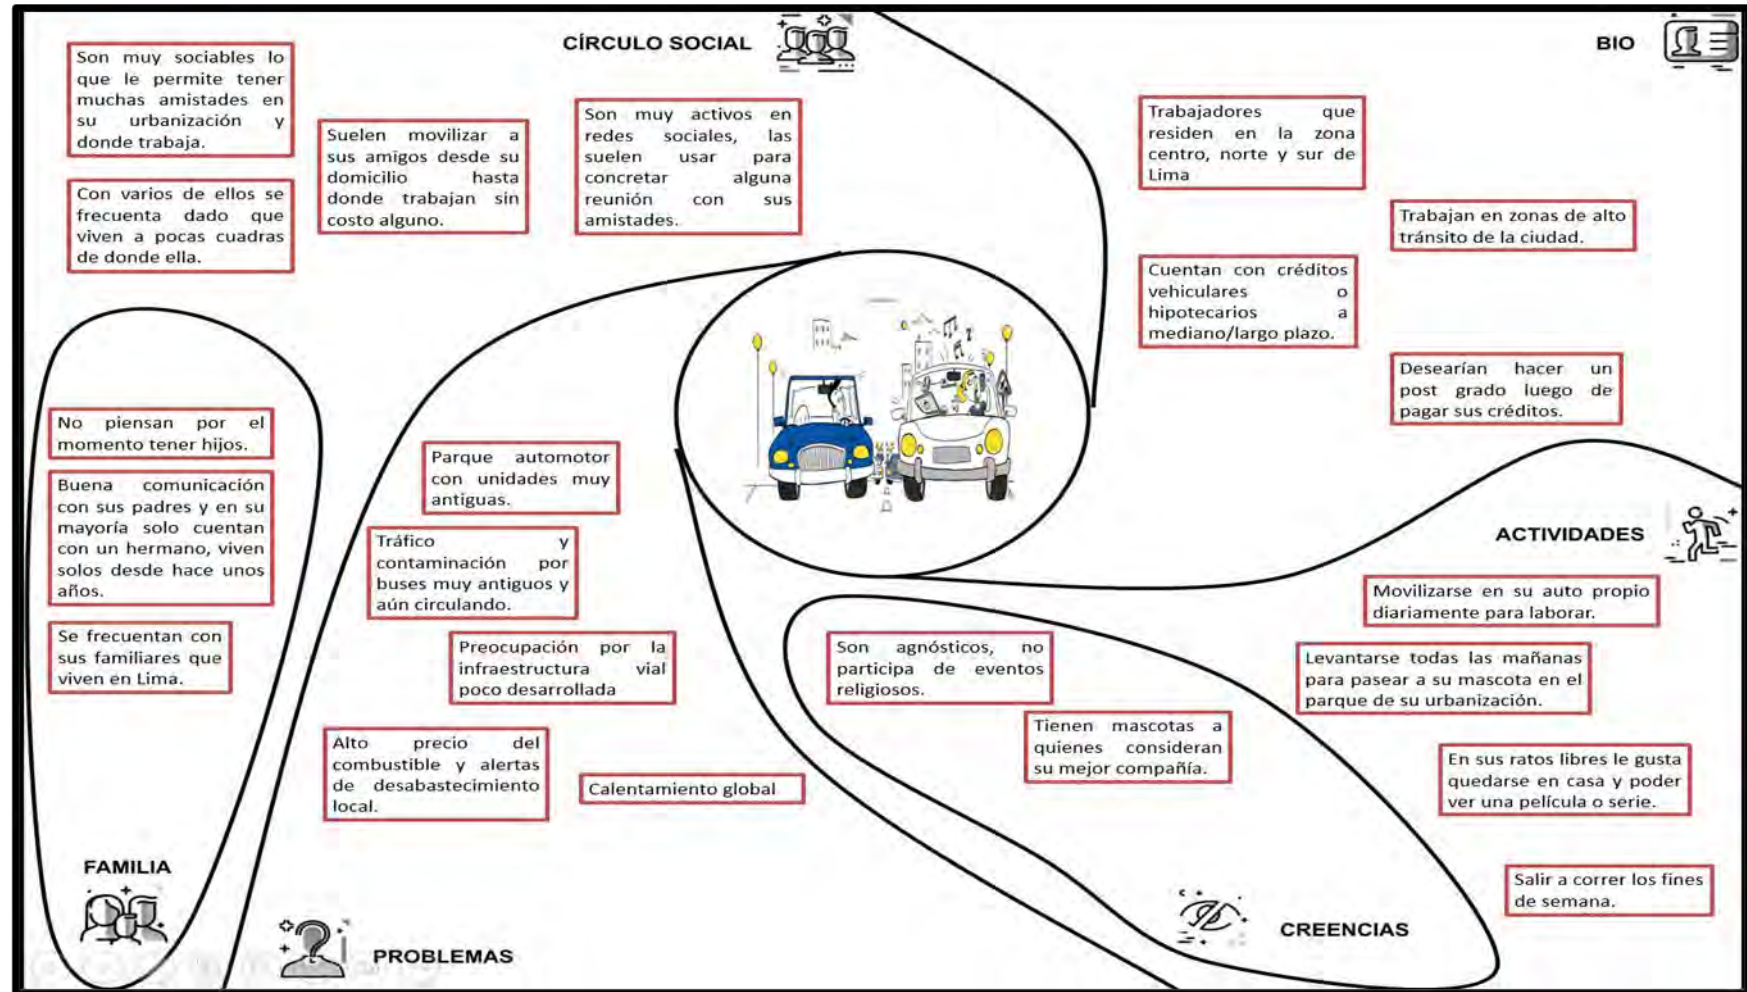 CÍRCULO SOCIAL
Son muy sociables lo
que le permite tener
muchas amistades en
su urbanización y
donde trabaja.
Con varios de ellos se
frecuenta dado que
viven a pocas cuadras
de donde ella.
Suelen movilizar a
sus amigos desde su
domicilio hasta
donde trabajan sin
costo alguno.
Son muy activos en
redes sociales, las
suelen usar para
concretar alguna
reunión con sus
amistades.
BIO
Trabajadores que
residen en la zona
centro, norte y sur de
Lima
Trabajan en zonas de alto
tránsito de la ciudad.
Cuentan con créditos
vehiculares o
hipotecarios a
mediano/largo plazo.
Desearían hacer un
post grado luego de
pagar sus créditos.
No piensan por el
momento tener hijos.
Buena comunicación
con sus padres y en su
mayoría solo cuentan
con un hermano, viven
solos desde hace unos
años.
Se frecuentan con
sus familiares que
viven en Lima.
FAMILIA
Parque automotor
con unidades muy
antiguas.
Tráfico y
contaminación por
buses muy antiguos y
aún circulando.
Preocupación por la
infraestructura vial
poco desarrollada
Alto precio del
combustible y alertas
de desabastecimiento
local.
Calentamiento global
PROBLEMAS
Son agnósticos, no
participa de eventos
religiosos.
Tienen mascotas a
quienes consideran
su mejor compañía.
CREENCIAS
ACTIVIDADES
Movilizarse en su auto propio
diariamente para laborar.
Levantarse todas las mañanas
para pasear a su mascota en el
parque de su urbanización.
En sus ratos libres le gusta
quedarse en casa y poder
ver una película o serie.
Salir a correr los fines
de semana.